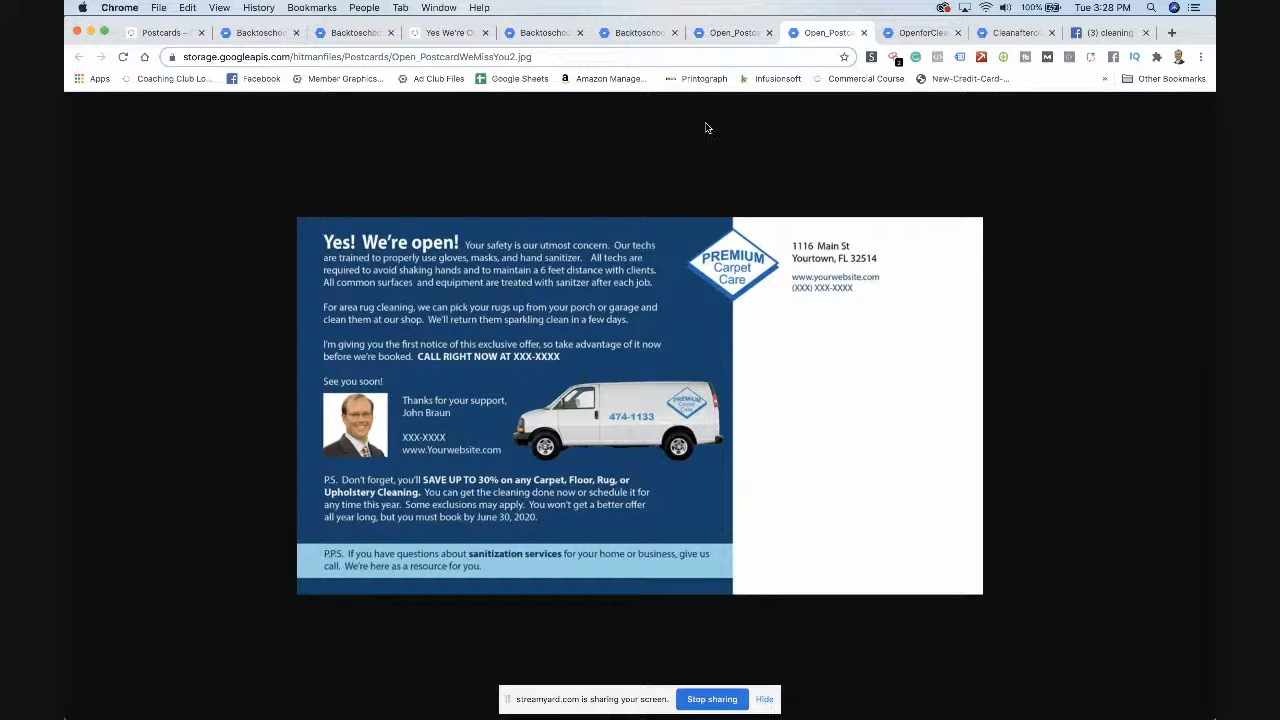 Chrome File Edit View History Bookmarks People Tab Window Help 100% Tue 3:28 PM
Postcards – Backtoschoo Backtoschoo Yes We're O Backtoschoo Backtoschoo Open_Postca Open_Postca OpenforClea Cleanafterco (3) cleaning
storage.googleapis.com/hitmanfiles/Postcards/Open_PostcardWeMissYou2.jpg
Apps Coaching Club Lo... Facebook Member Graphics... Ad Club Files Google Sheets Amazon Manage... Printograph Infusionsoft Commercial Course New-Credit-Card-... » Other Bookmarks
Yes! We're open! Your safety is our utmost concern. Our techs
are trained to properly use gloves, masks, and hand sanitizer. All techs are
required to avoid shaking hands and to maintain a 6 feet distance with clients.
All common surfaces and equipment are treated with sanitzer after each job.
For area rug cleaning, we can pick your rugs up from your porch or garage and
clean them at our shop. We'll return them sparkling clean in a few days.
I'm giving you the first notice of this exclusive offer, so take advantage of it now
before we're booked. CALL RIGHT NOW AT XXX-XXXX
See you soon!
Thanks for your support,
John Braun
XXX-XXXX
www.Yourwebsite.com
PREMIUM
Carpet
Care
474-1133
P.S. Don't forget, you'll SAVE UP TO 30% on any Carpet, Floor, Rug, or
Upholstery Cleaning. You can get the cleaning done now or schedule it for
any time this year. Some exclusions may apply. You won't get a better offer
all year long, but you must book by June 30, 2020.
P.P.S. If you have questions about sanitization services for your home or business, give us
call. We're here as a resource for you.
PREMIUM
Carpet
Care
1116 Main St
Yourtown, FL 32514
www.yourwebsite.com
(XXX) XXX-XXXX
streamyard.com is sharing your screen. Stop sharing Hide